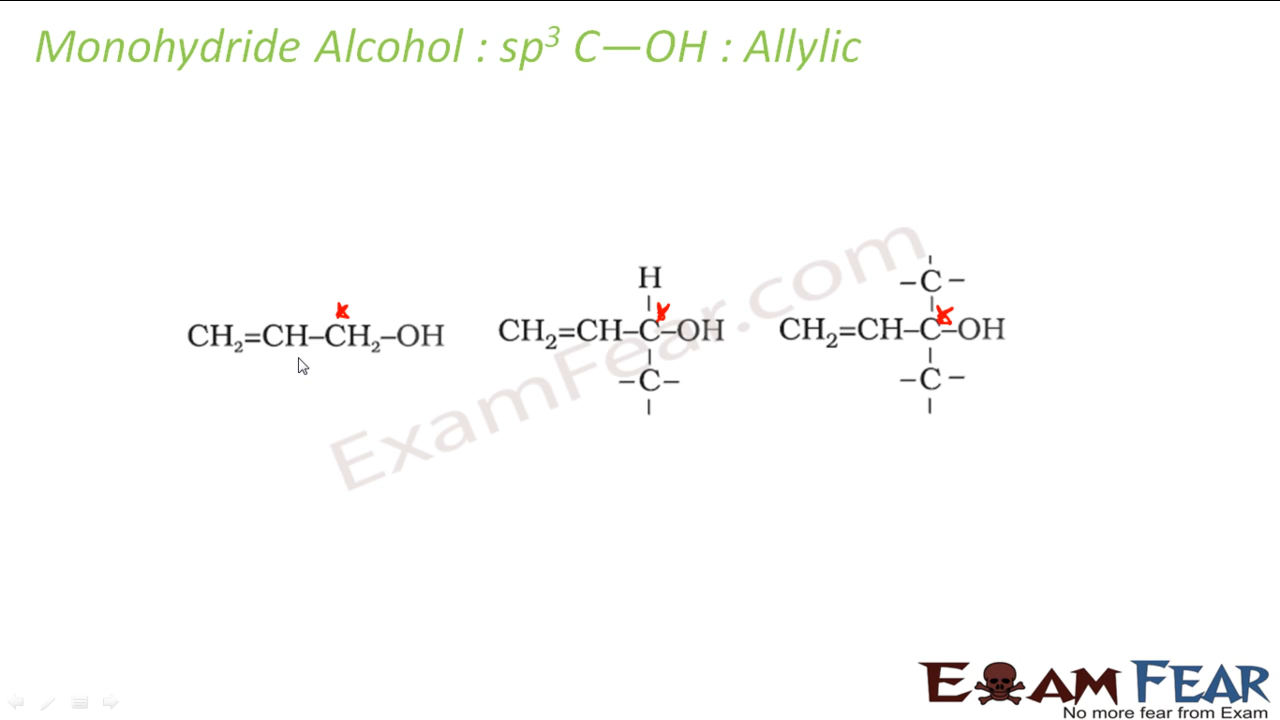 Monohydride Alcohol : sp³ C—OH : Allylic
–C–
H
CH₂=CH–CH₂–OH CH₂=CH–C–OH CH₂=CH–C–OH
–C– –C–
ExamFear.com
EXAM FEAR
No more fear from Exam